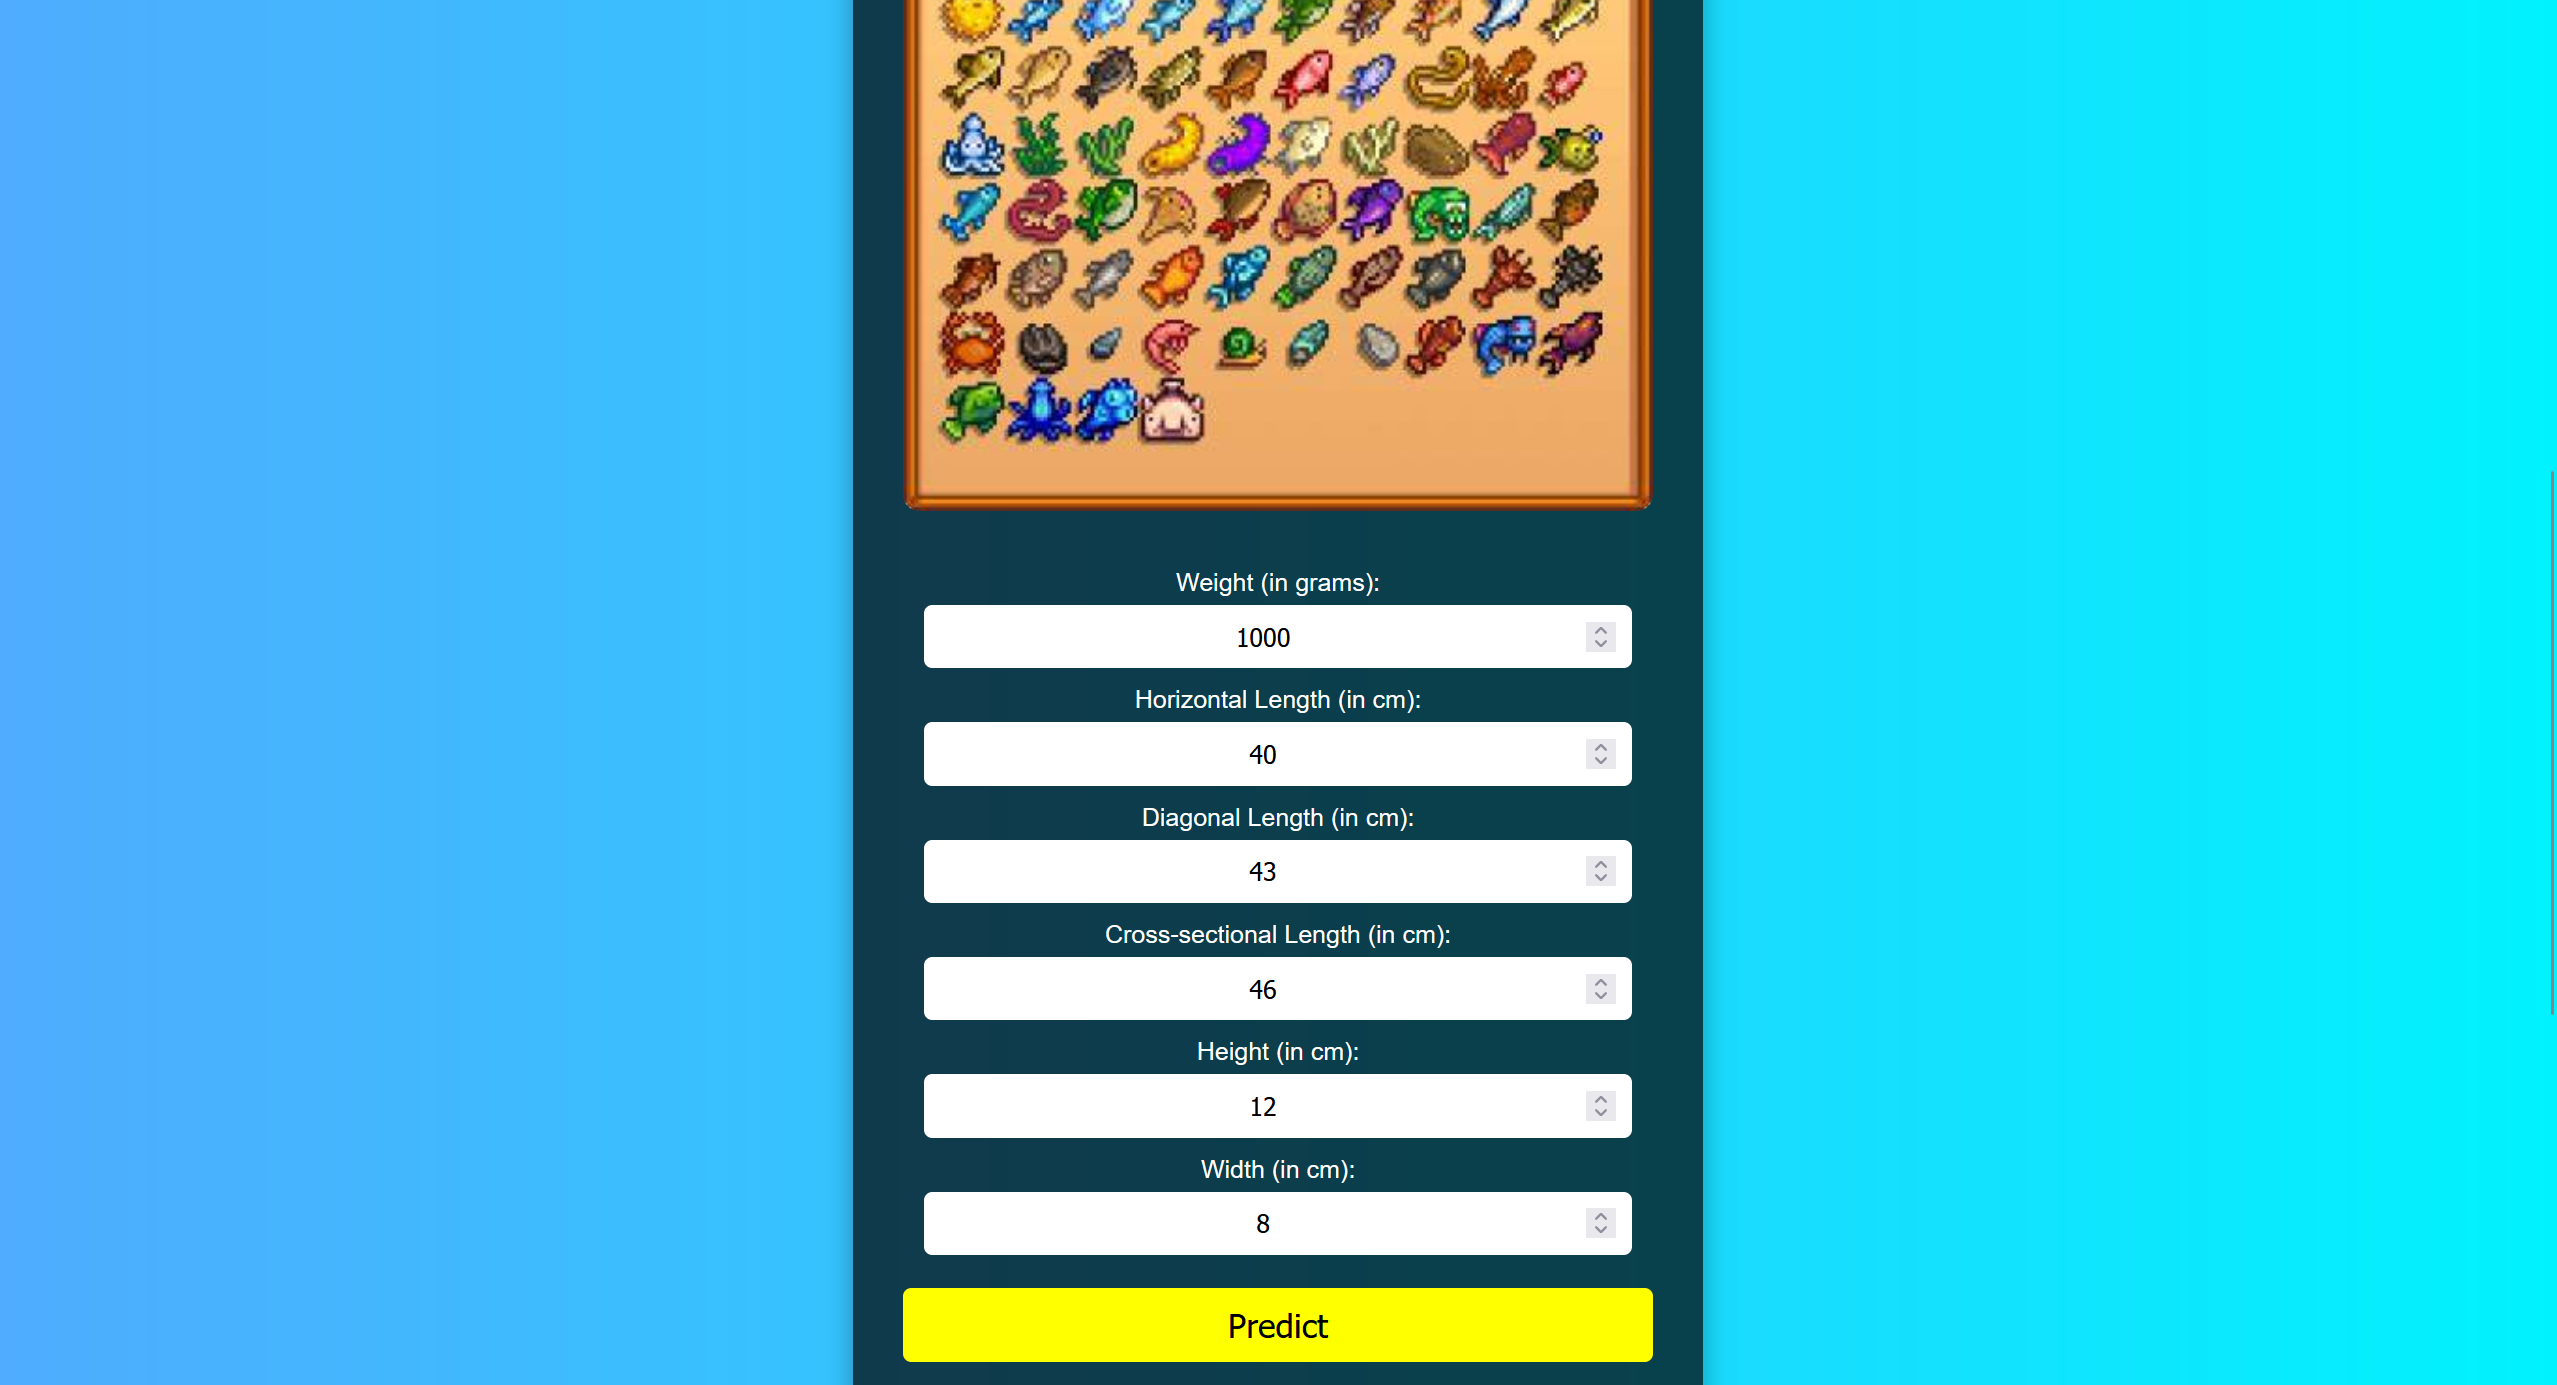 Weight (in grams):
1000
Horizontal Length (in cm):
40
Diagonal Length (in cm):
43
Cross-sectional Length (in cm):
46
Height (in cm):
12
Width (in cm):
8
Predict